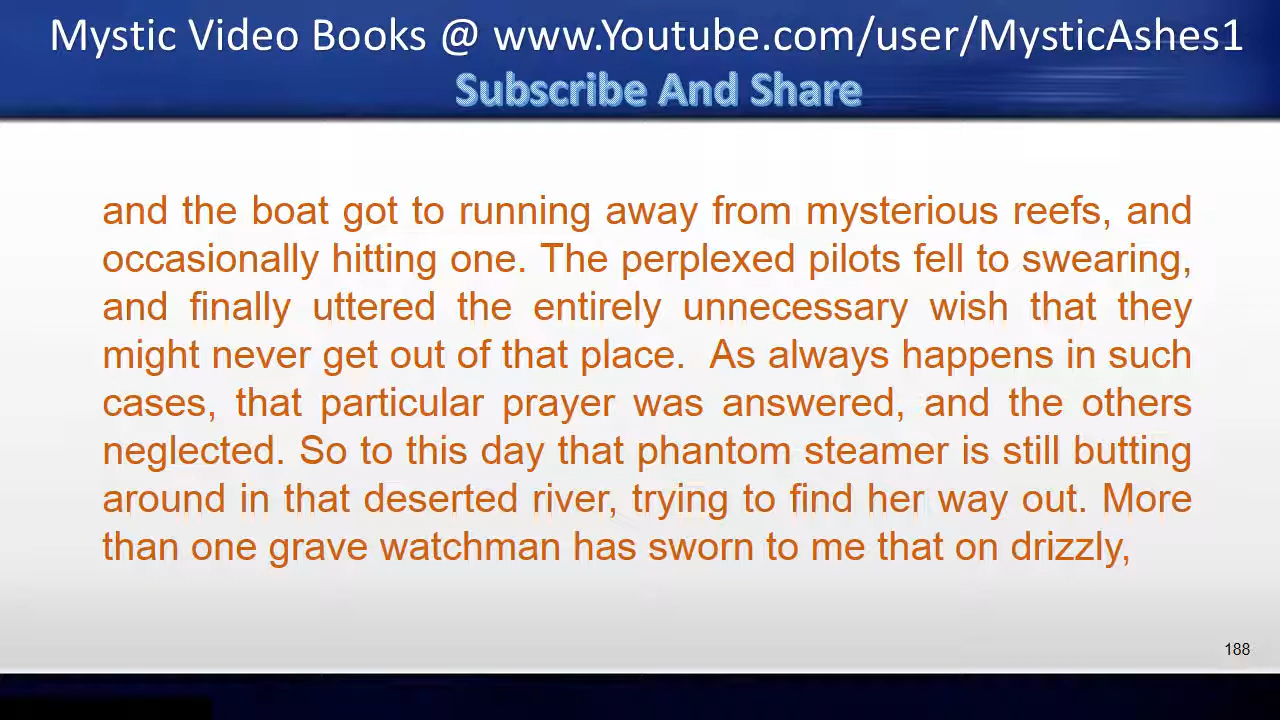 Mystic Video Books @ www.Youtube.com/user/MysticAshes1
Subscribe And Share
and the boat got to running away from mysterious reefs, and
occasionally hitting one. The perplexed pilots fell to swearing,
and finally uttered the entirely unnecessary wish that they
might never get out of that place.  As always happens in such
cases, that particular prayer was answered, and the others
neglected. So to this day that phantom steamer is still butting
around in that deserted river, trying to find her way out. More
than one grave watchman has sworn to me that on drizzly,
188